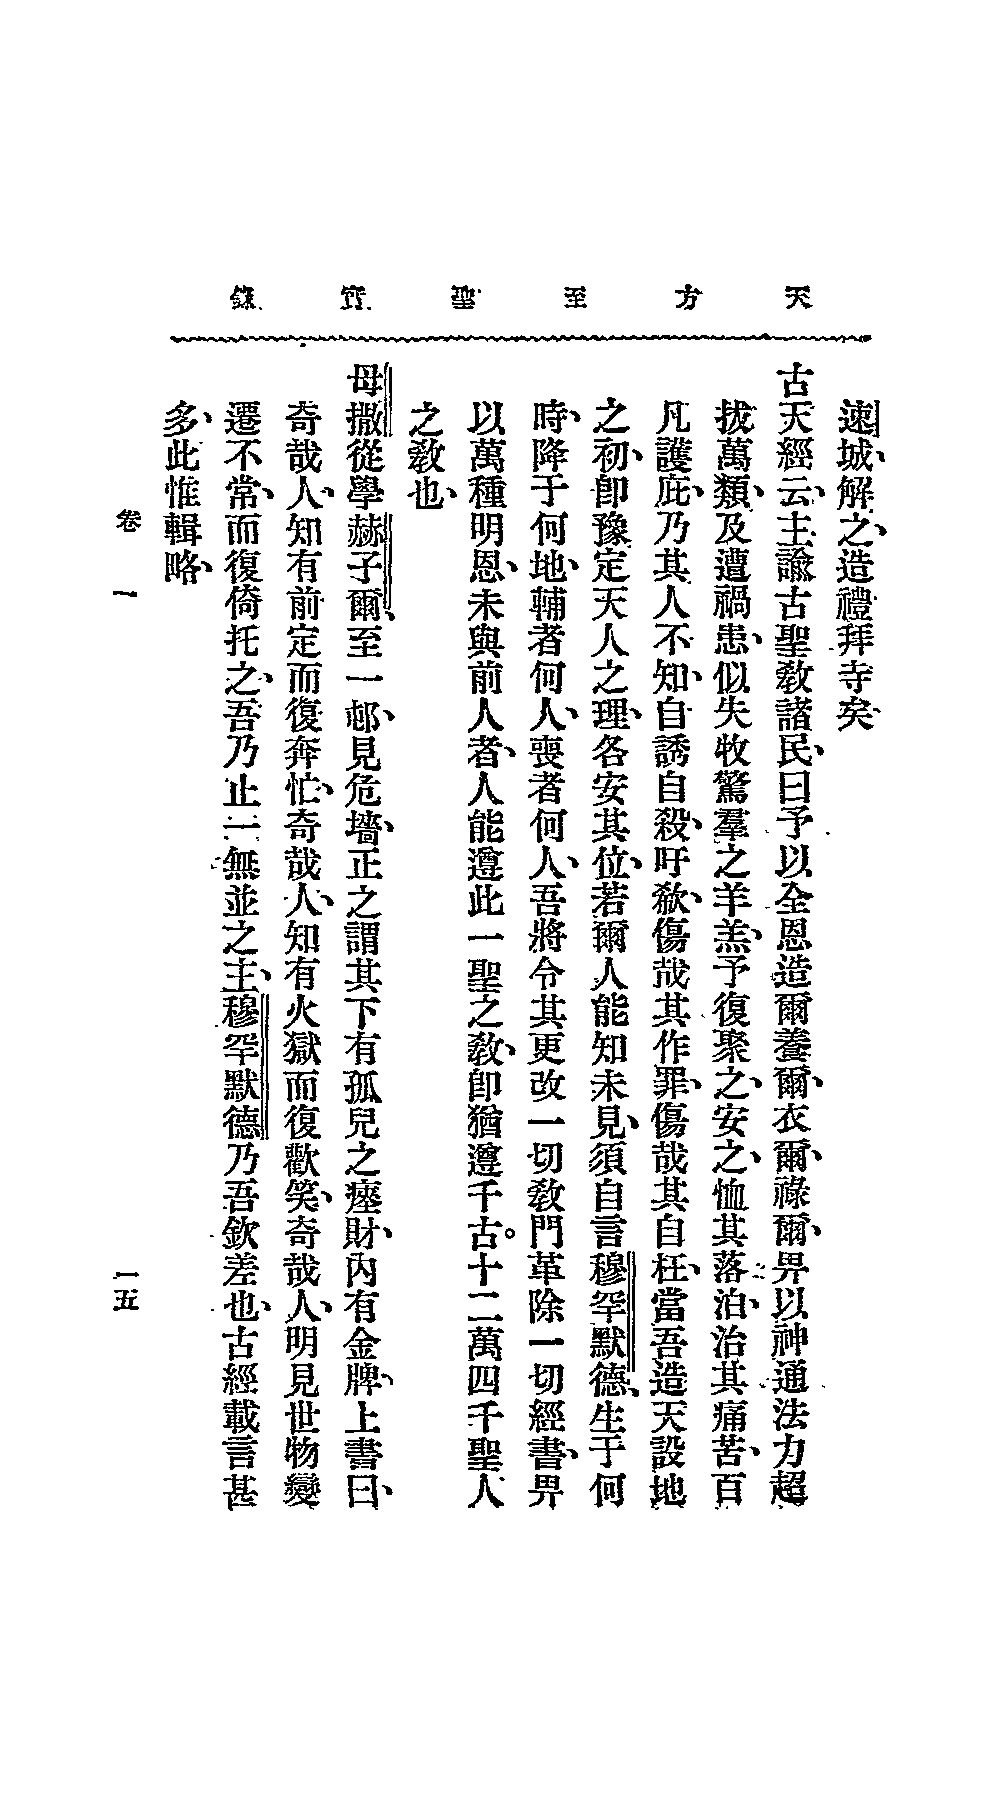 天方至聖實錄
速城、解之、造禮拜寺矣、
古天經云、主諭古聖敎諸民、曰予以全恩造爾養爾、衣爾、祿爾、畀以神通法力超
拔萬類、及遭禍患、似失牧驚羣之羊羔、予復聚之、安之、恤其落泊、治其痛苦、百
凡護庇、乃其人不知、自誘自殺、吁欷、傷哉其作罪、傷哉其自枉、當吾造天設地
之初、卽豫定天人之理、各安其位、若爾人能知未見、須自言穆罕默德、生于何
時、降于何地、輔者何人、喪者何人、吾將令其更改一切敎門革除一切經書、畀
以萬種明恩、未與前人者、人能遵此一聖之敎、卽猶遵千古。十二萬四千聖人
之敎也、
母撒從學赫子爾、至一邨、見危墻、正之謂其下有孤兒之瘞財、內有金牌、上書曰、
奇哉人、知有前定而復奔忙、奇哉人、知有火獄而復歡笑、奇哉人、明見世物變
遷不常、而復倚托之、吾乃止一無並之主、穆罕默德乃吾欽差也、古經載言甚
多、此惟輯略、
卷一
一五